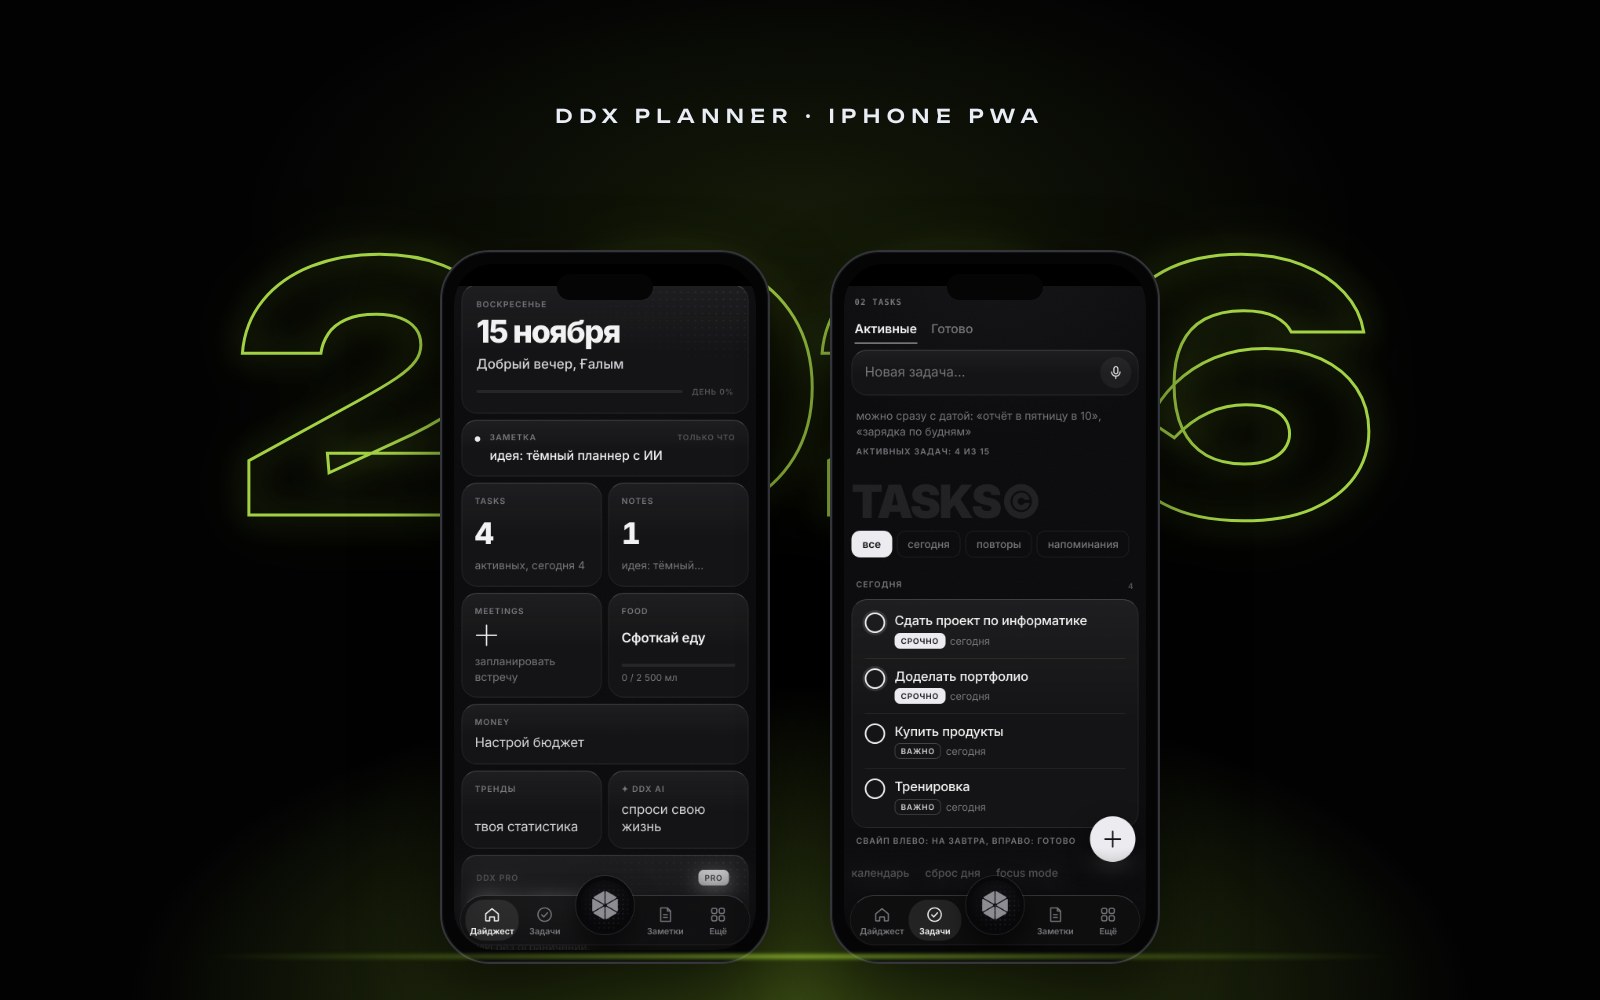 DDX PLANNER · IPHONE PWA
2026
ВОСКРЕСЕНЬЕ
15 ноября
Добрый вечер, Ғалым
ДЕНЬ 0%
ЗАМЕТКА
ТОЛЬКО ЧТО
идея: тёмный планнер с ИИ
TASKS
4
активных, сегодня 4
NOTES
1
идея: тёмный...
MEETINGS
запланировать
встречу
FOOD
Сфоткай еду
0 / 2 500 мл
MONEY
Настрой бюджет
ТРЕНДЫ
твоя статистика
✦ DDX AI
спроси свою
жизнь
DDX PRO
PRO
Дайджест
Задачи
Заметки
Ещё
02 TASKS
Активные
Готово
Новая задача...
можно сразу с датой: «отчёт в пятницу в 10»,
«зарядка по будням»
АКТИВНЫХ ЗАДАЧ: 4 ИЗ 15
TASKS©
все
сегодня
повторы
напоминания
СЕГОДНЯ
4
Сдать проект по информатике
СРОЧНО сегодня
Доделать портфолио
СРОЧНО сегодня
Купить продукты
ВАЖНО сегодня
Тренировка
ВАЖНО сегодня
СВАЙП ВЛЕВО: НА ЗАВТРА, ВПРАВО: ГОТОВО
календарь
сброс дня
focus mode
Дайджест
Задачи
Заметки
Ещё